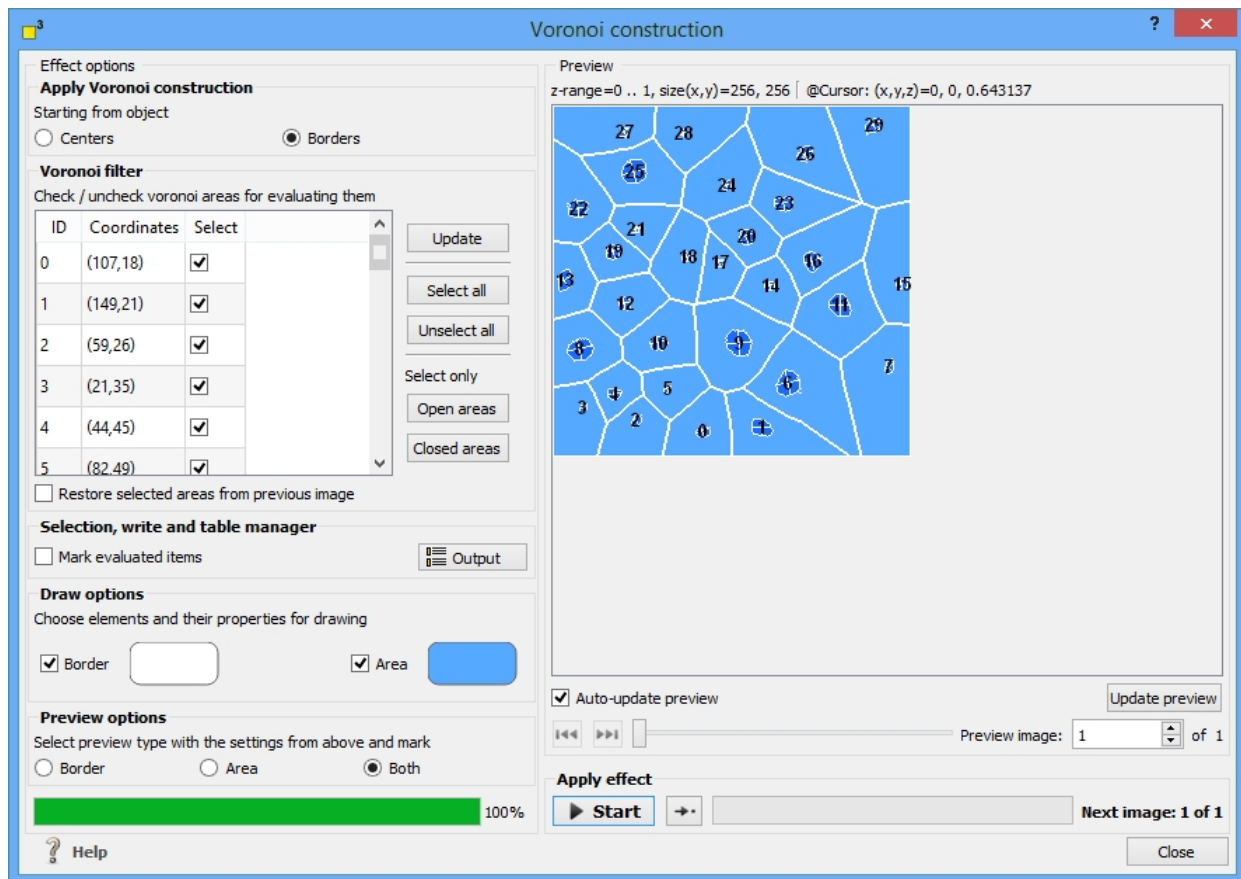 3
Voronoi construction
?
×
Effect options
Apply Voronoi construction
Starting from object
Centers
Borders
Voronoi filter
Check / uncheck voronoi areas for evaluating them
ID Coordinates Select
0 (107,18)
1 (149,21)
2 (59,26)
3 (21,35)
4 (44,45)
5 (82,49)
Update
Select all
Unselect all
Select only
Open areas
Closed areas
Restore selected areas from previous image
Selection, write and table manager
Mark evaluated items
Output
Draw options
Choose elements and their properties for drawing
Border
Area
Preview options
Select preview type with the settings from above and mark
Border
Area
Both
100%
Help
Preview
z-range=0 .. 1, size(x,y)=256, 256 @Cursor: (x,y,z)=0, 0, 0.643137
27 28 29
26
25
24
22 23
21 20
19 18 17 16
13 14 15
12 11
8 10 9
7
6
4 5
3 2 0 1
Auto-update preview
Update preview
Preview image: 1 of 1
Apply effect
Start
Next image: 1 of 1
Close